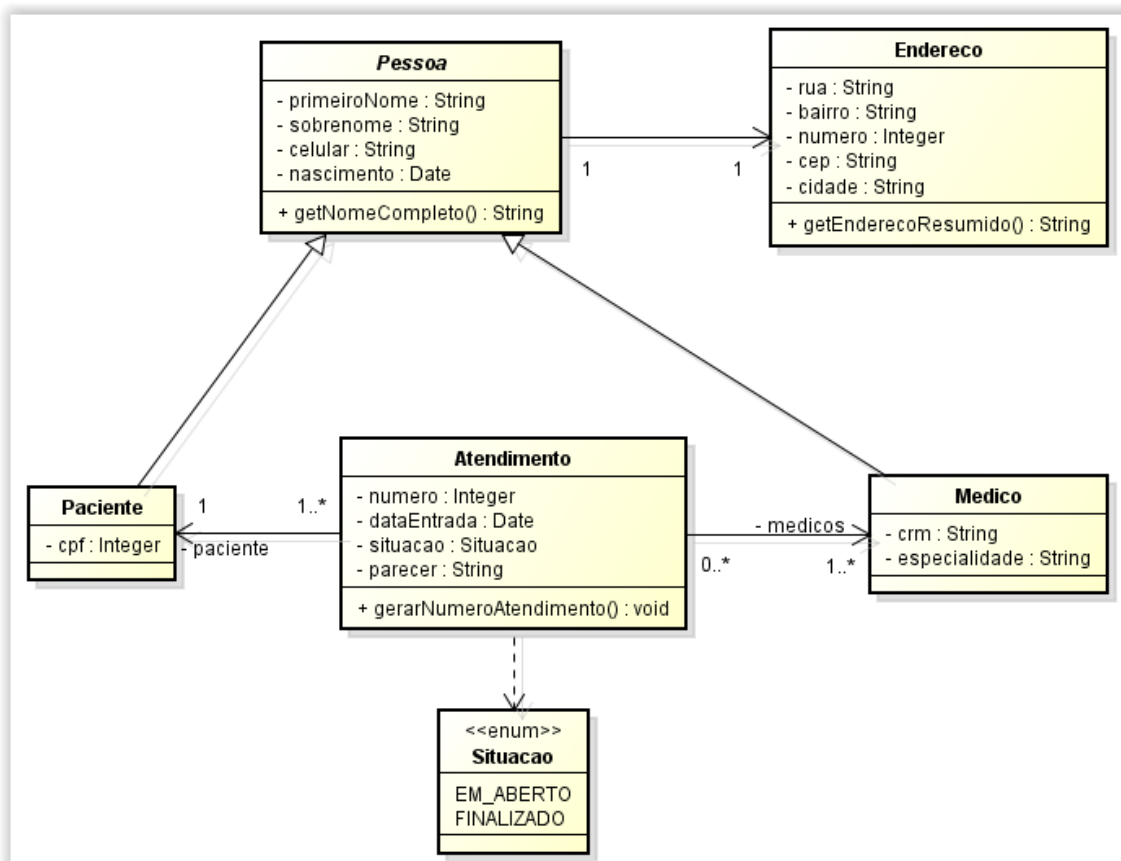 Pessoa
- primeiroNome : String
- sobrenome : String
- celular : String
- nascimento : Date
+ getNomeCompleto() : String
1
1
Endereco
- rua : String
- bairro : String
- numero : Integer
- cep : String
- cidade : String
+ getEnderecoResumido() : String
Paciente
- cpf : Integer
1
1..*
- paciente
Atendimento
- numero : Integer
- dataEntrada : Date
- situacao : Situacao
- parecer : String
+ gerarNumeroAtendimento() : void
- medicos
0..*
1..*
Medico
- crm : String
- especialidade : String
<<enum>>
Situacao
EM_ABERTO
FINALIZADO